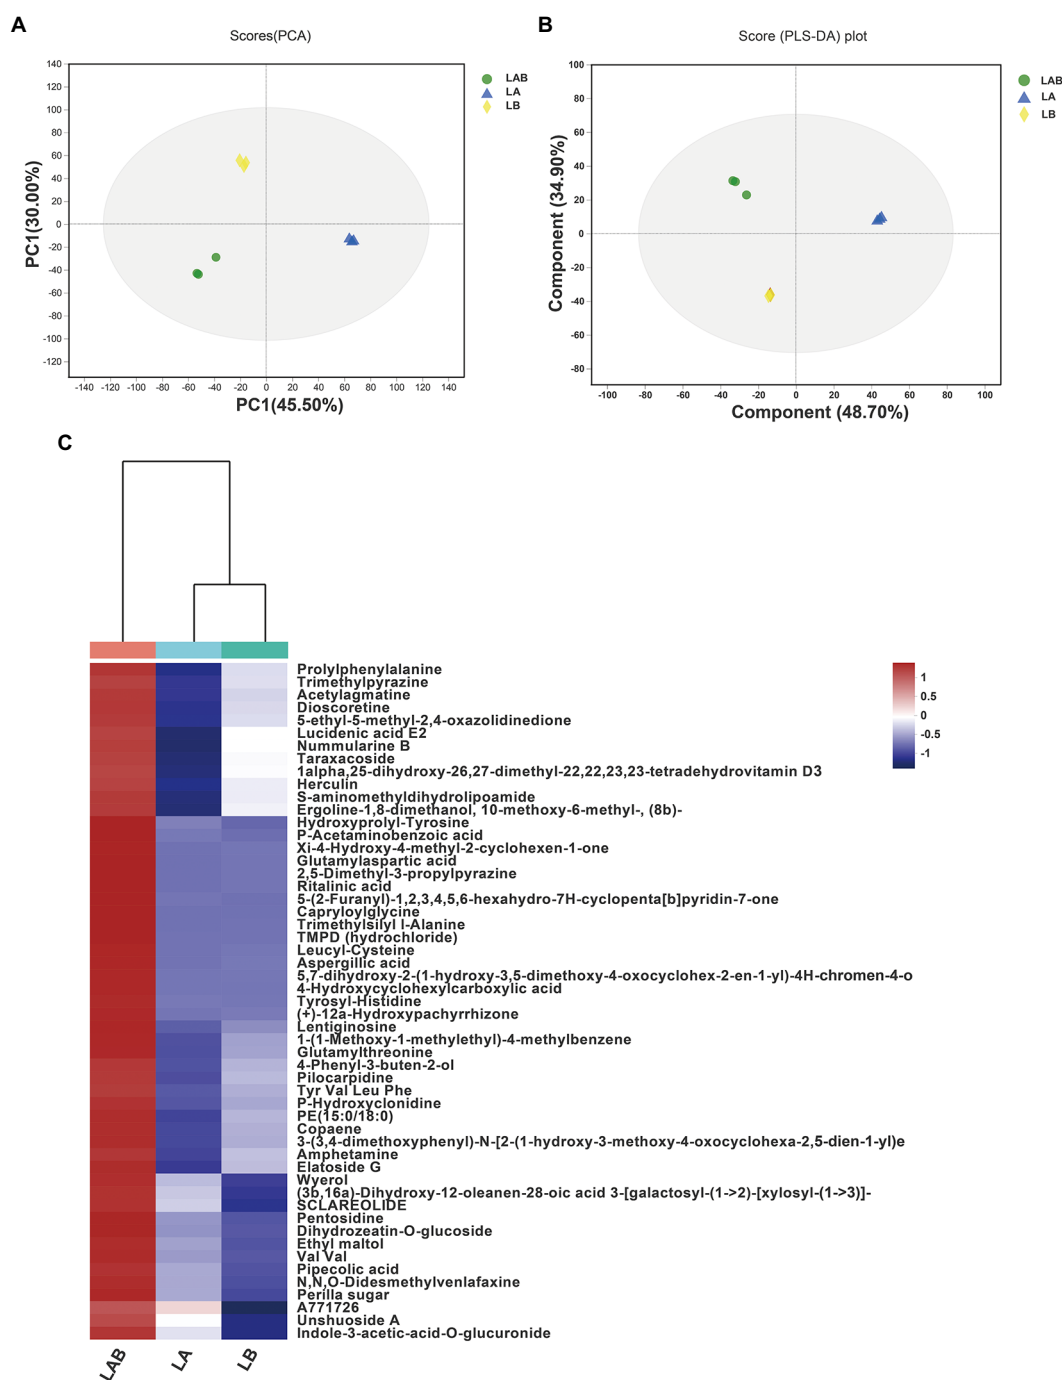 A
Scores(PCA)
140
120
100
80
60
40
20
0
-20
-40
-60
-80
-100
-120
PC1(30.00%)
-140 -120 -100 -80 -60 -40 -20 0 20 40 60 80 100 120 140
PC1(45.50%)
LAB
LA
LB
B
Score (PLS-DA) plot
100
80
60
40
20
0
-20
-40
-60
-80
Component (34.90%)
-100 -80 -60 -40 -20 0 20 40 60 80 100
Component (48.70%)
LAB
LA
LB
C
Prolylphenylalanine
Trimethylpyrazine
Acetylagmatine
Dioscoretine
5-ethyl-5-methyl-2,4-oxazolidinedione
Lucidenic acid E2
Nummularine B
Taraxacoside
1alpha,25-dihydroxy-26,27-dimethyl-22,22,23,23-tetradehydrovitamin D3
Herculin
S-aminomethyldihydrolipoamide
Ergoline-1,8-dimethanol, 10-methoxy-6-methyl-, (8b)-
Hydroxyprolyl-Tyrosine
P-Acetaminobenzoic acid
Xi-4-Hydroxy-4-methyl-2-cyclohexen-1-one
Glutamylaspartic acid
2,5-Dimethyl-3-propylpyrazine
Ritalinic acid
5-(2-Furanyl)-1,2,3,4,5,6-hexahydro-7H-cyclopenta[b]pyridin-7-one
Capryloylglycine
Trimethylsilyl l-Alanine
TMPD (hydrochloride)
Leucyl-Cysteine
Aspergillic acid
5,7-dihydroxy-2-(1-hydroxy-3,5-dimethoxy-4-oxocyclohex-2-en-1-yl)-4H-chromen-4-o
4-Hydroxycyclohexylcarboxylic acid
Tyrosyl-Histidine
(+)-12a-Hydroxypachyrrhizone
Lentiginosine
1-(1-Methoxy-1-methylethyl)-4-methylbenzene
Glutamylthreonine
4-Phenyl-3-buten-2-ol
Pilocarpidine
Tyr Val Leu Phe
P-Hydroxyclonidine
PE(15:0/18:0)
Copaene
3-(3,4-dimethoxyphenyl)-N-[2-(1-hydroxy-3-methoxy-4-oxocyclohexa-2,5-dien-1-yl)e
Amphetamine
Elatoside G
Wyerol
(3b,16a)-Dihydroxy-12-oleanen-28-oic acid 3-[galactosyl-(1->2)-[xylosyl-(1->3)]-
SCLAREOLIDE
Pentosidine
Dihydrozeatin-O-glucoside
Ethyl maltol
Val Val
Pipecolic acid
N,N,O-Didesmethylvenlafaxine
Perilla sugar
A771726
Unshuoside A
Indole-3-acetic-acid-O-glucuronide
LAB LA LB
1
0.5
0
-0.5
-1